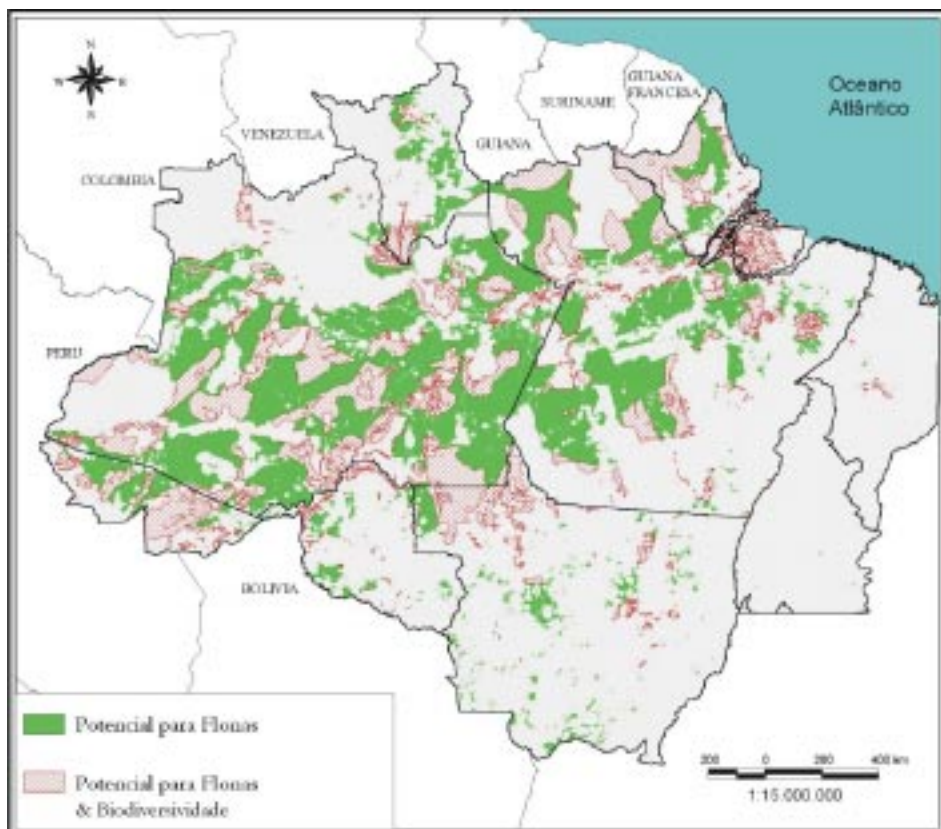 N
W
E
S
Oceano
Atlântico
GUIANA
FRANCESA
SURINAME
VENEZUELA
GUIANA
COLOMBIA
PERU
BOLIVIA
Potencial para Flonas
Potencial para Flonas
& Biodiversividade
200 0 200 400 km
1:15.000.000